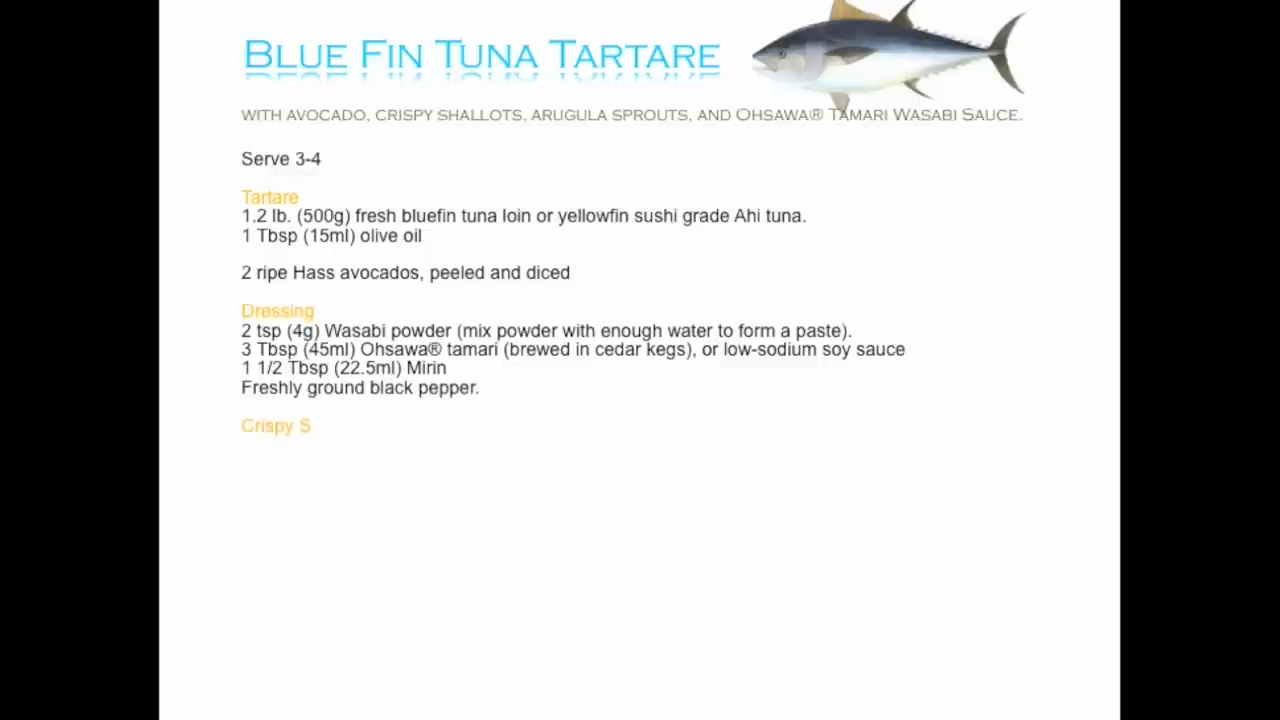 BLUE FIN TUNA TARTARE
WITH AVOCADO, CRISPY SHALLOTS, ARUGULA SPROUTS, AND OHSAWA® TAMARI WASABI SAUCE.
Serve 3-4
Tartare
1.2 lb. (500g) fresh bluefin tuna loin or yellowfin sushi grade Ahi tuna.
1 Tbsp (15ml) olive oil
2 ripe Hass avocados, peeled and diced
Dressing
2 tsp (4g) Wasabi powder (mix powder with enough water to form a paste).
3 Tbsp (45ml) Ohsawa® tamari (brewed in cedar kegs), or low-sodium soy sauce
1 1/2 Tbsp (22.5ml) Mirin
Freshly ground black pepper.
Crispy S